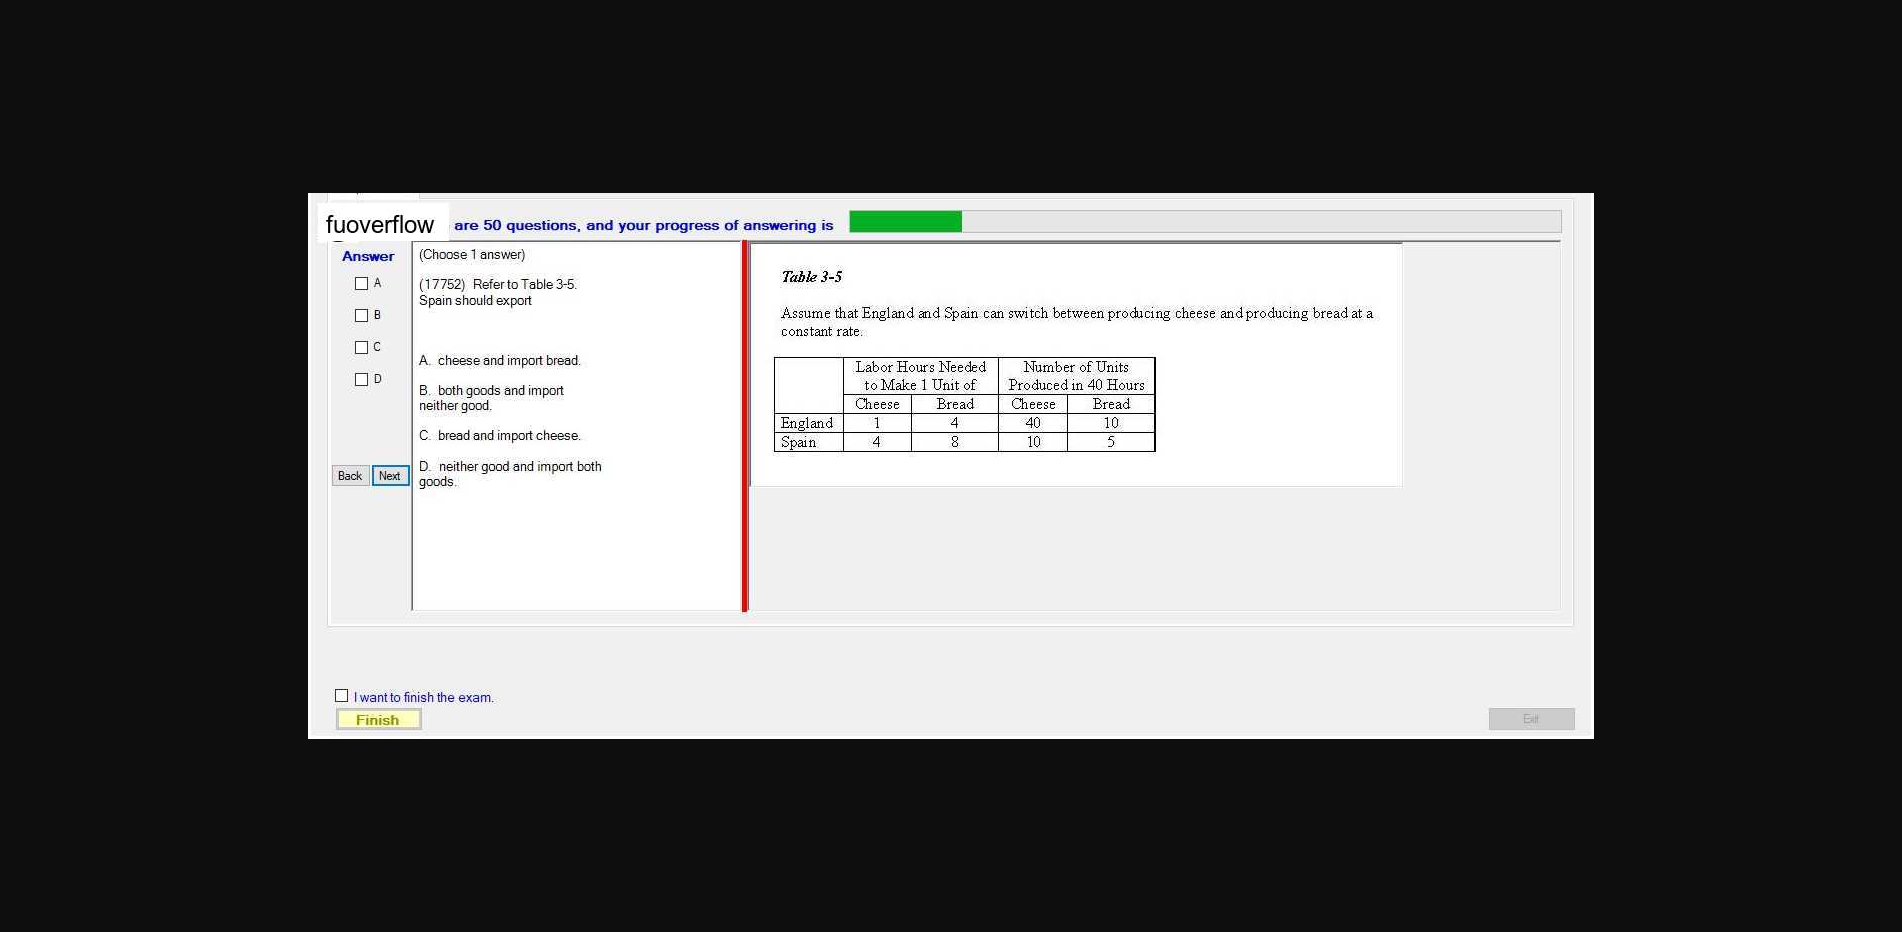 fuoverflow are 50 questions, and your progress of answering is
Answer
A
B
C
D
Back Next
(Choose 1 answer)
(17752) Refer to Table 3-5.
Spain should export
A. cheese and import bread.
B. both goods and import
neither good.
C. bread and import cheese.
D. neither good and import both
goods.
Table 3-5
Assume that England and Spain can switch between producing cheese and producing bread at a
constant rate.
Labor Hours Needed Number of Units
to Make 1 Unit of Produced in 40 Hours
Cheese Bread Cheese Bread
England 1 4 40 10
Spain 4 8 10 5
I want to finish the exam.
Finish
Exit